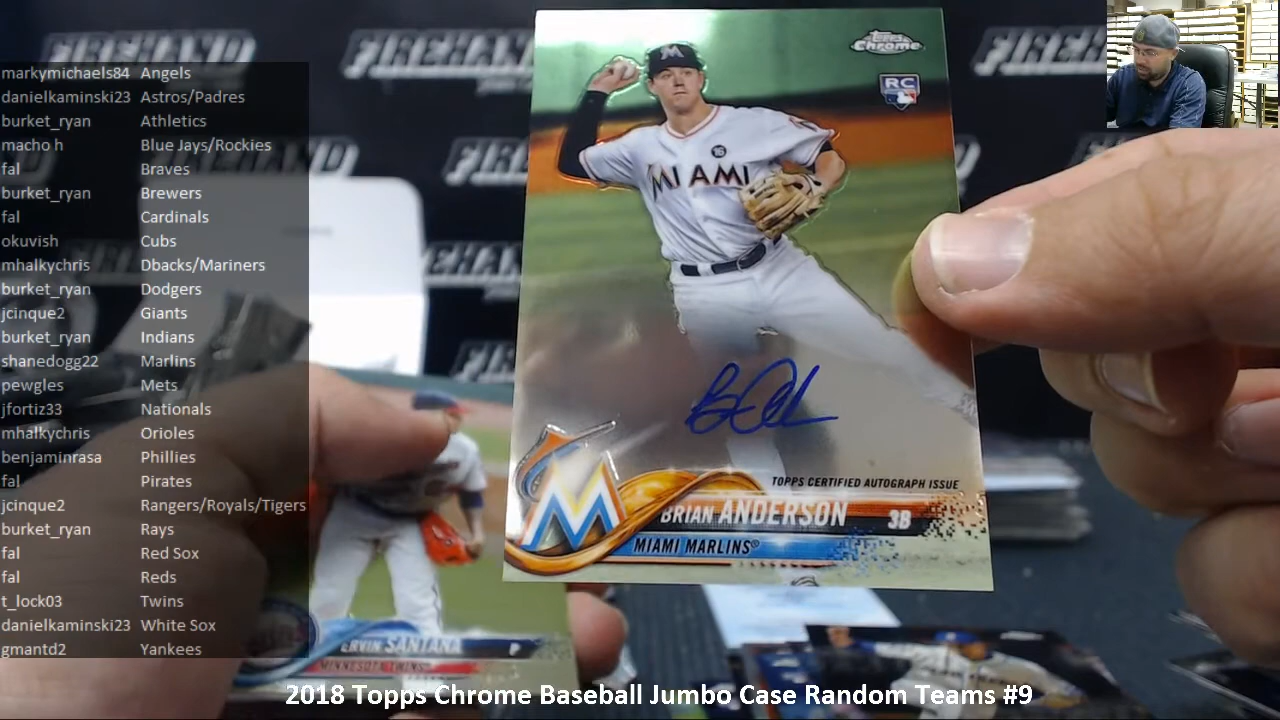 markymichaels84 Angels
danielkaminski23 Astros/Padres
burket_ryan Athletics
macho h Blue Jays/Rockies
fal Braves
burket_ryan Brewers
fal Cardinals
okuvish Cubs
mhalkychris Dbacks/Mariners
burket_ryan Dodgers
jcinque2 Giants
burket_ryan Indians
shanedogg22 Marlins
pewgles Mets
jfortiz33 Nationals
mhalkychris Orioles
benjaminrasa Phillies
fal Pirates
jcinque2 Rangers/Royals/Tigers
burket_ryan Rays
fal Red Sox
fal Reds
t_lock03 Twins
danielkaminski23 White Sox
gmantd2 Yankees
FIREHAND
Topps
Chrome
RC
M
16
MIAMI
TOPPS CERTIFIED AUTOGRAPH ISSUE
BRIAN ANDERSON 3B
MIAMI MARLINS®
ERVIN SANTANA P
MINNESOTA TWINS
2018 Topps Chrome Baseball Jumbo Case Random Teams #9